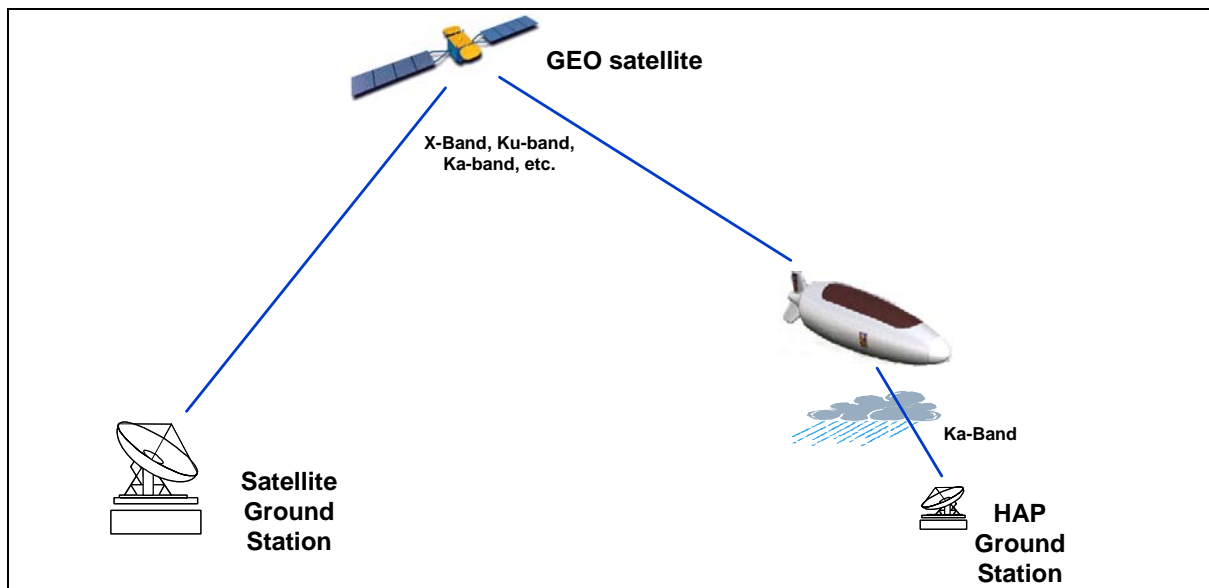 GEO satellite
X-Band, Ku-band,
Ka-band, etc.
Ka-Band
Satellite
Ground
Station
HAP
Ground
Station